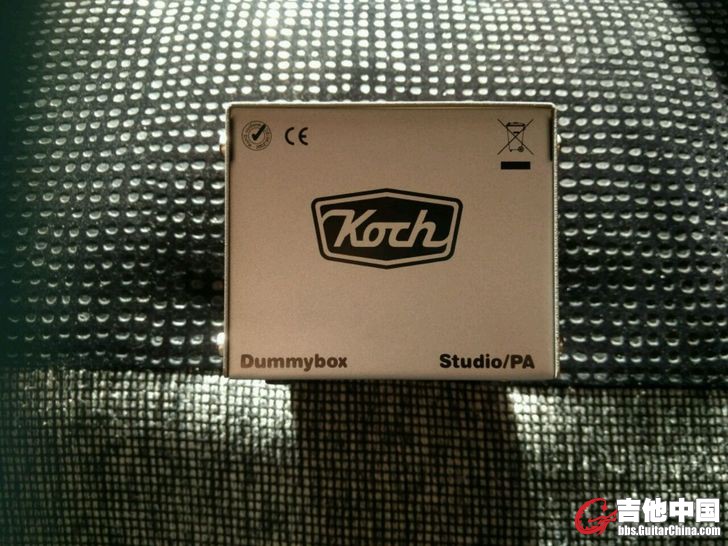 CE
Koch
Dummybox Studio/PA
吉他中国
bbs.GuitarChina.com